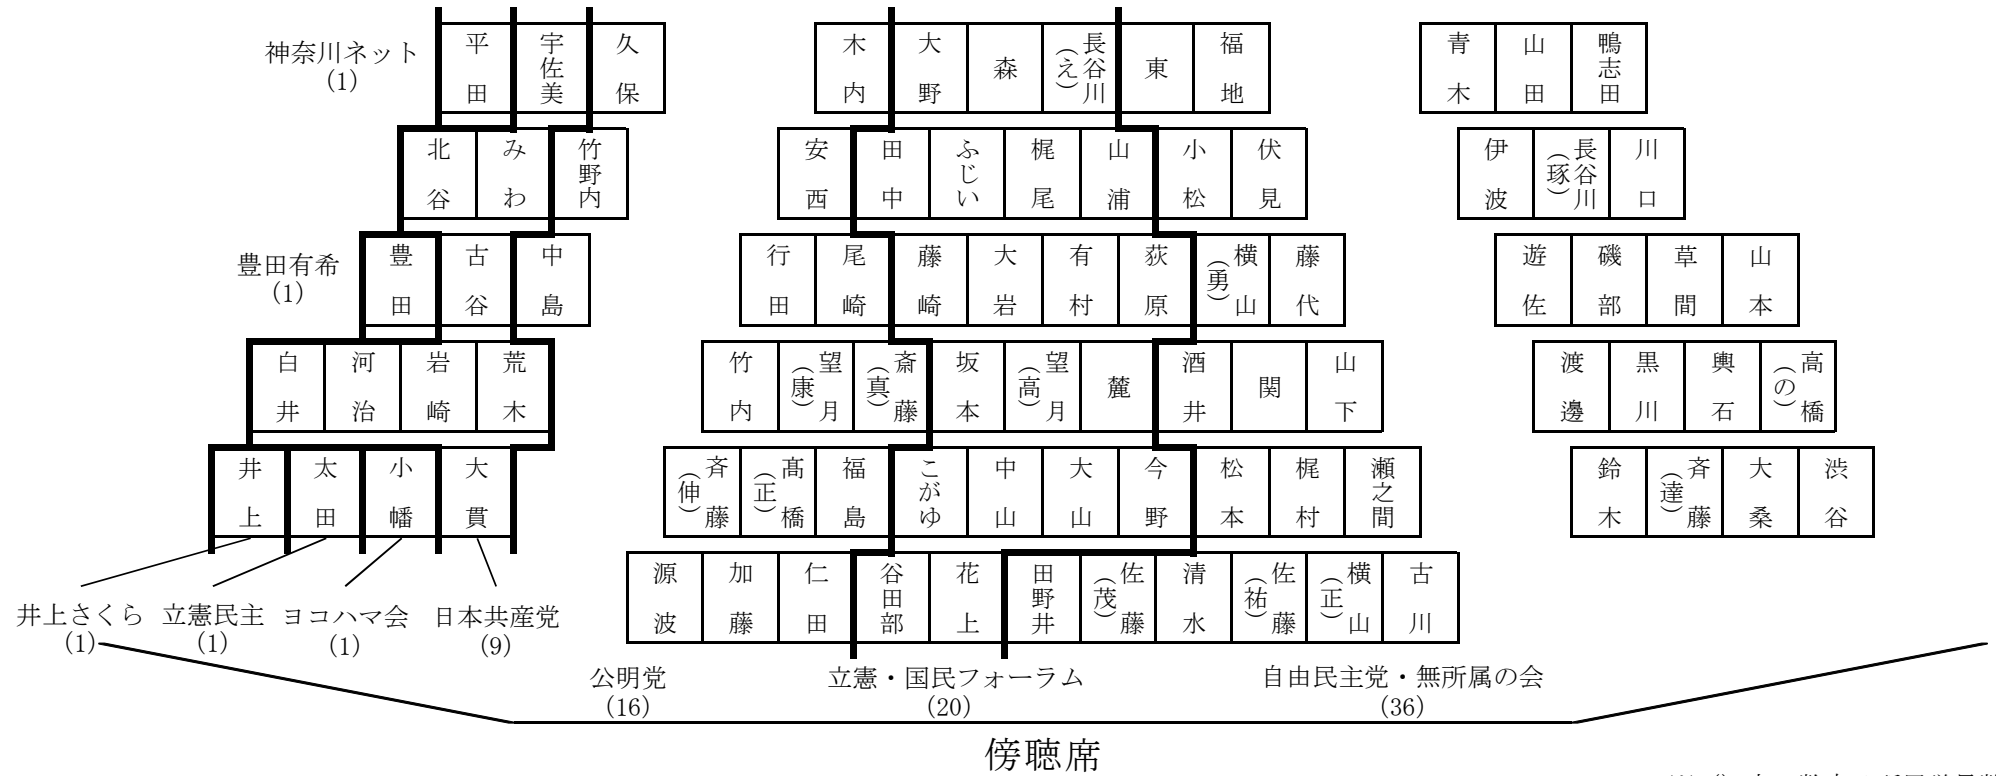 神奈川ネット
(1)
平田 宇佐美 久保 木内 大野 森 長谷川(え) 東 福地 青木 山田 鴨志田
北谷 みわ 竹野内 安西 田中 ふじい 梶尾 山浦 小松 伏見 伊波 長谷川(琢) 川口
豊田有希
(1)
豊田 古谷 中島 行田 尾崎 藤崎 大岩 有村 荻原 横山(勇) 藤代 遊佐 磯部 草間 山本
白井 河治 岩崎 荒木 竹内 望月(康) 斎藤(真) 坂本 望月(高) 麓 酒井 関 山下 渡邊 黒川 輿石 高橋(の)
井上 太田 小幡 大貫 斉藤(伸) 髙橋(正) 福島 こがゆ 中山 大山 今野 松本 梶村 瀬之間 鈴木 斉藤(達) 大桑 渋谷
源波 加藤 仁田 谷田部 花上 田野井 佐藤(茂) 清水 佐藤(祐) 横山(正) 古川
井上さくら 立憲民主 ヨコハマ会 日本共産党
(1) (1) (1) (9)
公明党 立憲・国民フォーラム 自由民主党・無所属の会
(16) (20) (36)
傍聴席